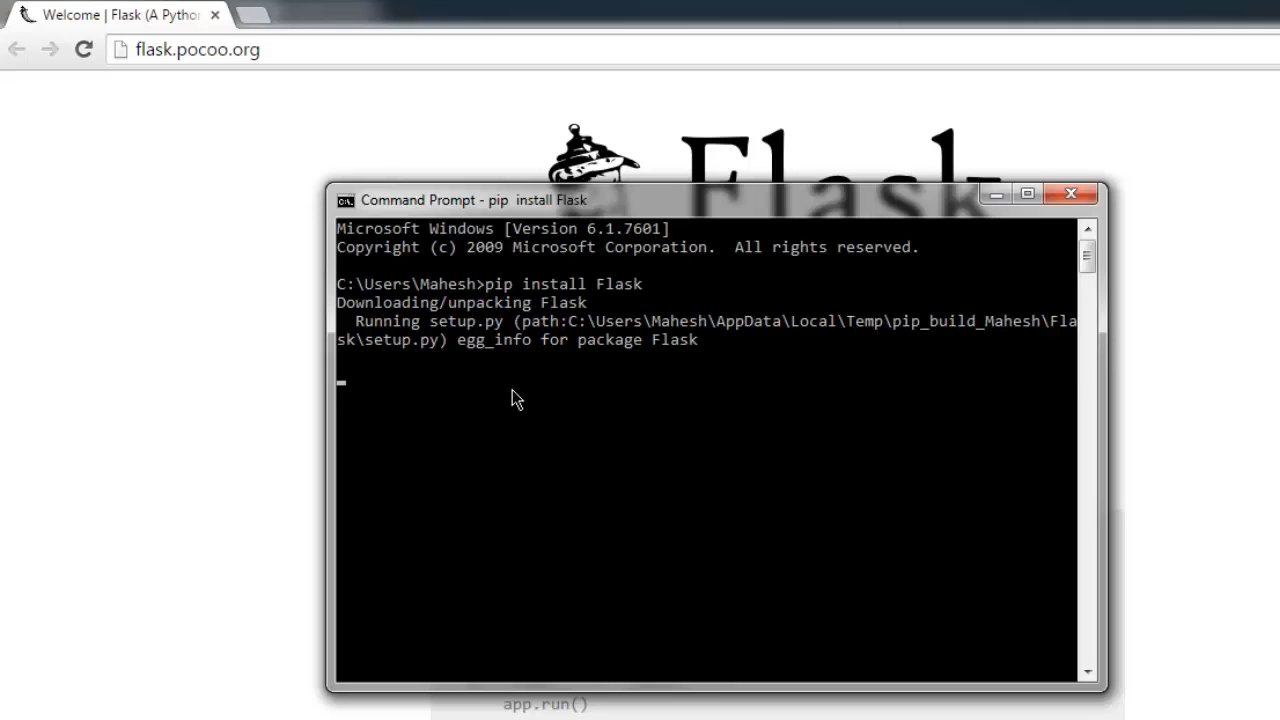 Welcome | Flask (A Pytho
flask.pocoo.org
Flask
Command Prompt - pip  install Flask
Microsoft Windows [Version 6.1.7601]
Copyright (c) 2009 Microsoft Corporation.  All rights reserved.
C:\Users\Mahesh>pip install Flask
Downloading/unpacking Flask
  Running setup.py (path:C:\Users\Mahesh\AppData\Local\Temp\pip_build_Mahesh\Fla
sk\setup.py) egg_info for package Flask
app.run()